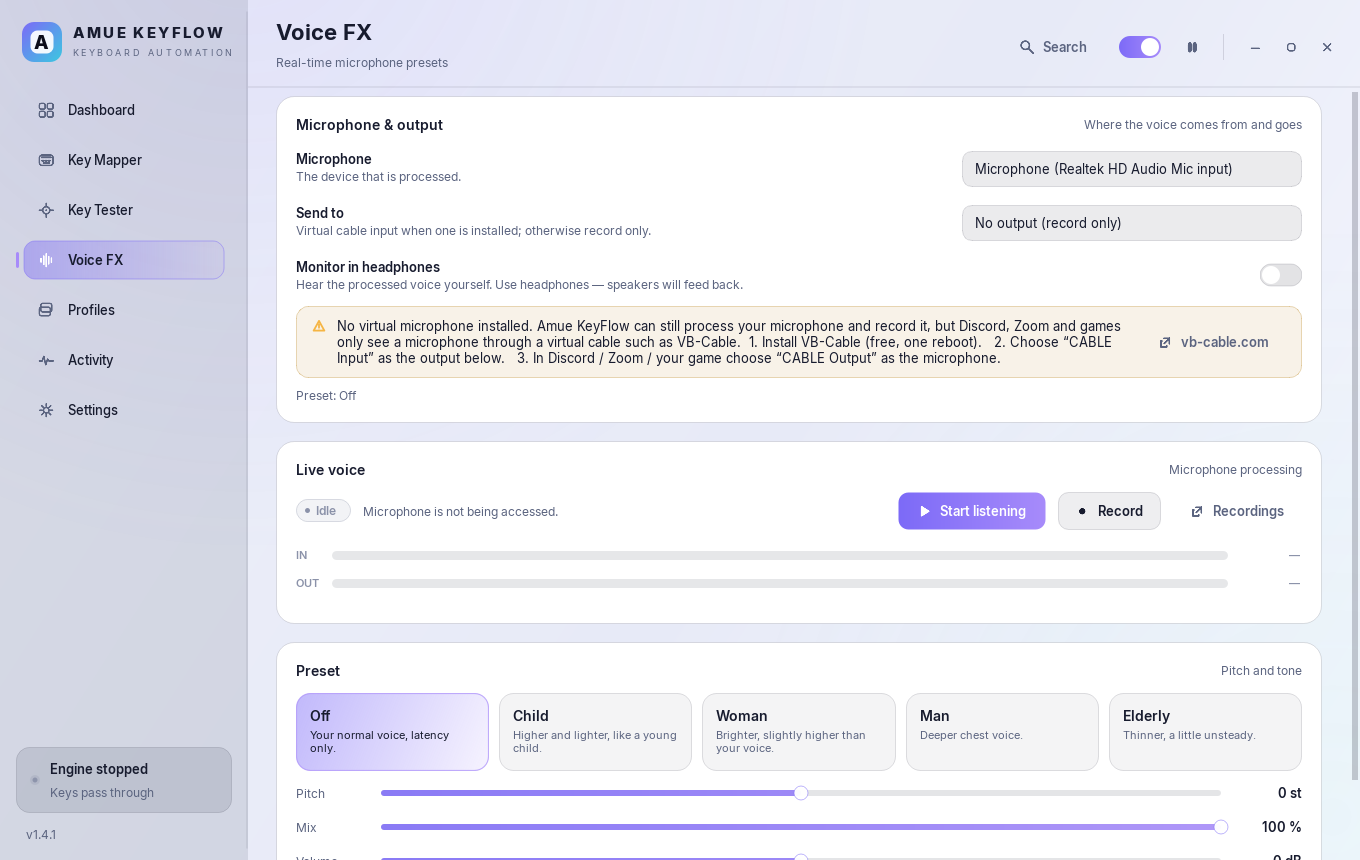 A
AMUE KEYFLOW
KEYBOARD AUTOMATION
Dashboard
Key Mapper
Key Tester
Voice FX
Profiles
Activity
Settings
Engine stopped
Keys pass through
v1.4.1
Voice FX
Real-time microphone presets
Search
Microphone & output
Where the voice comes from and goes
Microphone
The device that is processed.
Microphone (Realtek HD Audio Mic input)
Send to
Virtual cable input when one is installed; otherwise record only.
No output (record only)
Monitor in headphones
Hear the processed voice yourself. Use headphones — speakers will feed back.
No virtual microphone installed. Amue KeyFlow can still process your microphone and record it, but Discord, Zoom and games
only see a microphone through a virtual cable such as VB-Cable.  1. Install VB-Cable (free, one reboot).   2. Choose “CABLE
Input” as the output below.   3. In Discord / Zoom / your game choose “CABLE Output” as the microphone.
vb-cable.com
Preset: Off
Live voice
Microphone processing
Idle
Microphone is not being accessed.
Start listening
Record
Recordings
IN
—
OUT
—
Preset
Pitch and tone
Off
Your normal voice, latency
only.
Child
Higher and lighter, like a young
child.
Woman
Brighter, slightly higher than
your voice.
Man
Deeper chest voice.
Elderly
Thinner, a little unsteady.
Pitch
0 st
Mix
100 %
Volume
0 dB